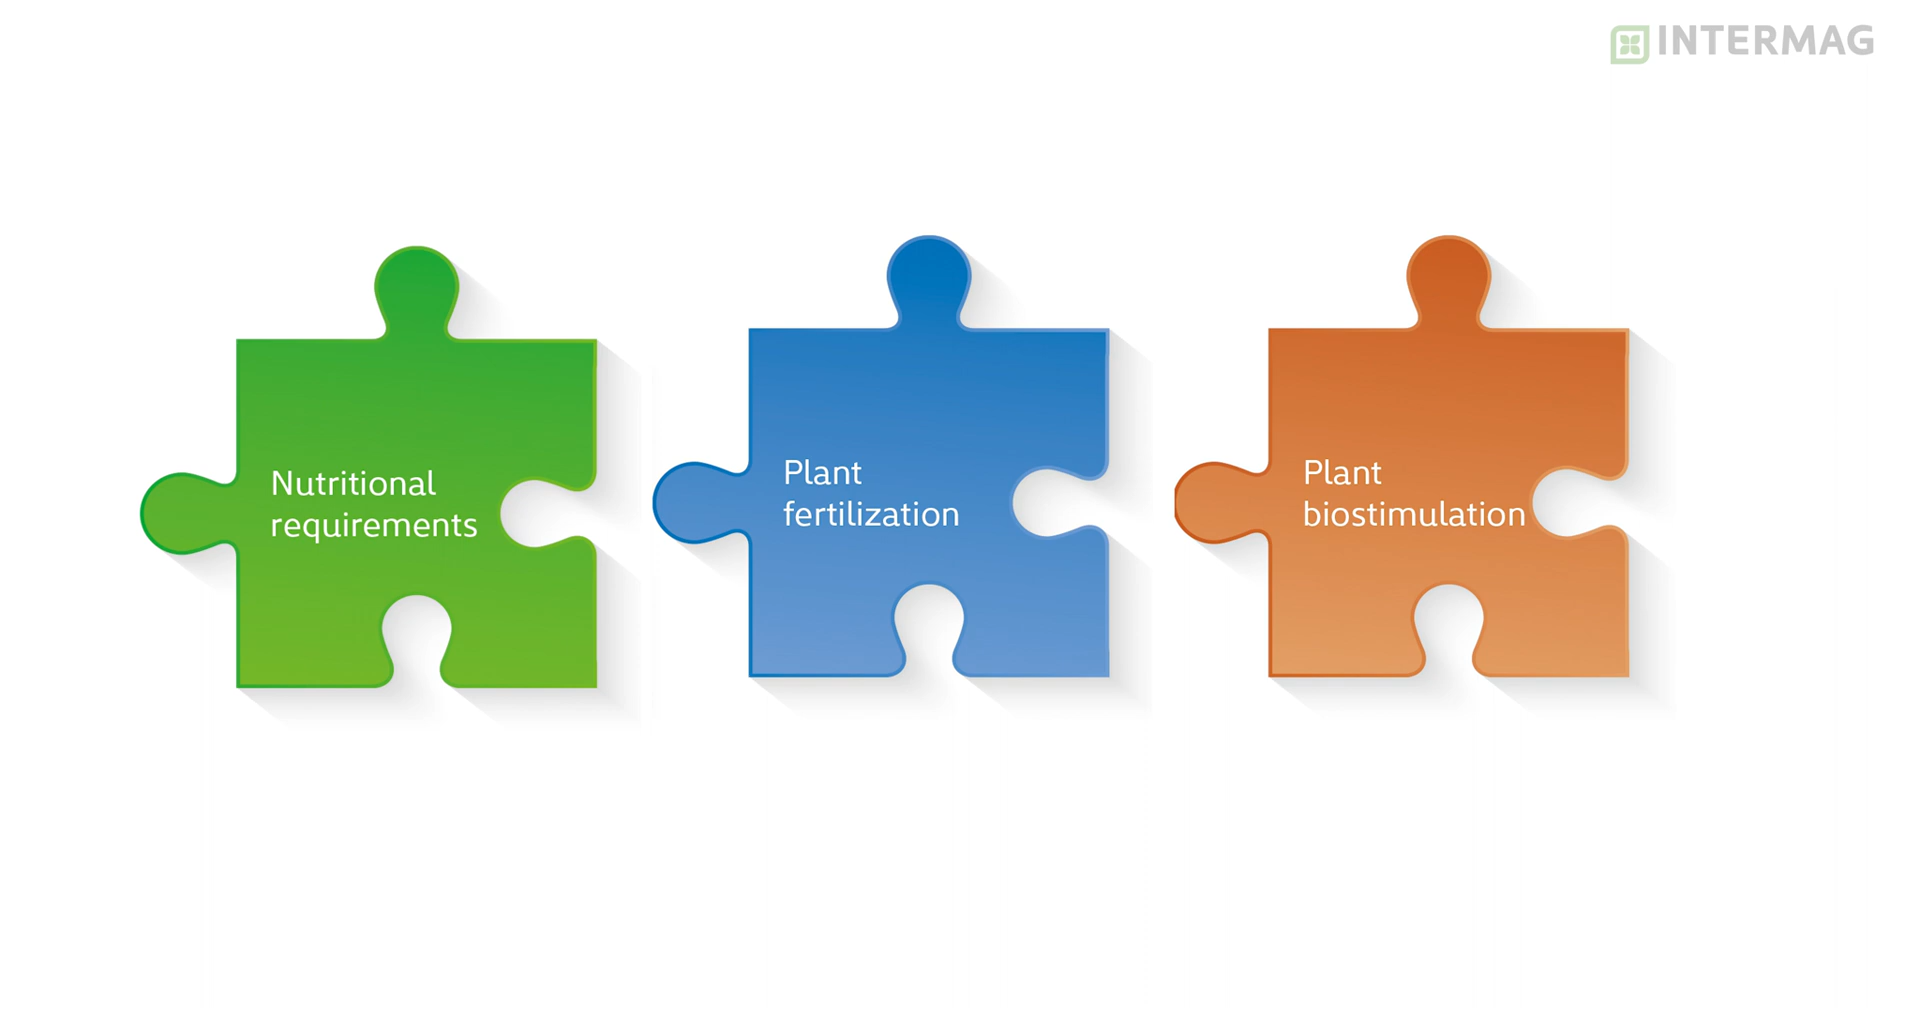 INTERMAG
Nutritional
requirements
Plant
fertilization
Plant
biostimulation